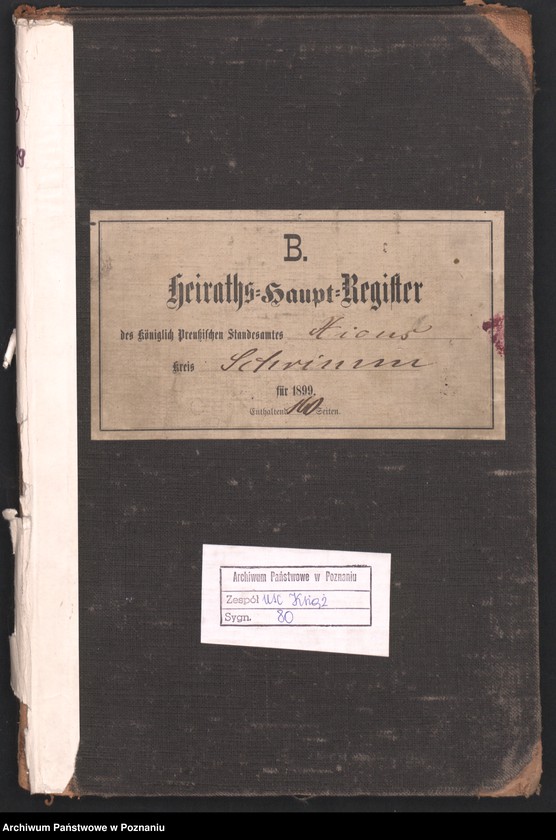 B.
Heiraths-Haupt-Register
des Königlich Preußischen Standesamtes Xions
Kreis Schrimm
für 1899.
Enthaltend 160 Seiten.
Archiwum Państwowe w Poznaniu
Zespół USC Książ
Sygn. 80
Archiwum Państwowe w Poznaniu